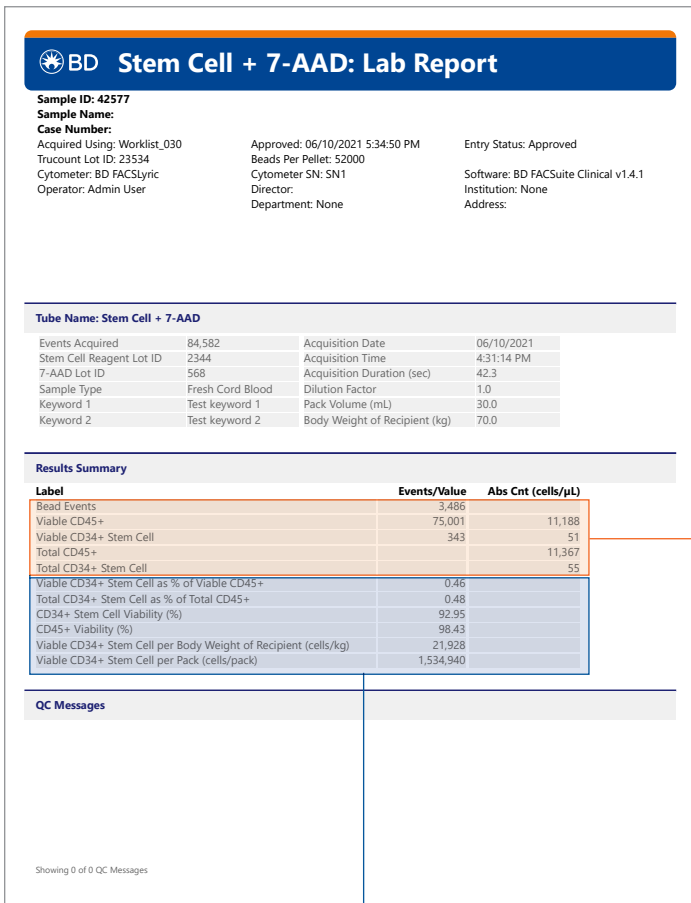 BD Stem Cell + 7-AAD: Lab Report
Sample ID: 42577
Sample Name:
Case Number:
Acquired Using: Worklist_030 Approved: 06/10/2021 5:34:50 PM Entry Status: Approved
Trucount Lot ID: 23534 Beads Per Pellet: 52000
Cytometer: BD FACSLyric Cytometer SN: SN1 Software: BD FACSuite Clinical v1.4.1
Operator: Admin User Director: Institution: None
Department: None Address:
Tube Name: Stem Cell + 7-AAD
Events Acquired 84,582 Acquisition Date 06/10/2021
Stem Cell Reagent Lot ID 2344 Acquisition Time 4:31:14 PM
7-AAD Lot ID 568 Acquisition Duration (sec) 42.3
Sample Type Fresh Cord Blood Dilution Factor 1.0
Keyword 1 Test keyword 1 Pack Volume (mL) 30.0
Keyword 2 Test keyword 2 Body Weight of Recipient (kg) 70.0
Results Summary
Label Events/Value Abs Cnt (cells/µL)
Bead Events 3,486
Viable CD45+ 75,001 11,188
Viable CD34+ Stem Cell 343 51
Total CD45+ 11,367
Total CD34+ Stem Cell 55
Viable CD34+ Stem Cell as % of Viable CD45+ 0.46
Total CD34+ Stem Cell as % of Total CD45+ 0.48
CD34+ Stem Cell Viability (%) 92.95
CD45+ Viability (%) 98.43
Viable CD34+ Stem Cell per Body Weight of Recipient (cells/kg) 21,928
Viable CD34+ Stem Cell per Pack (cells/pack) 1,534,940
QC Messages
Showing 0 of 0 QC Messages